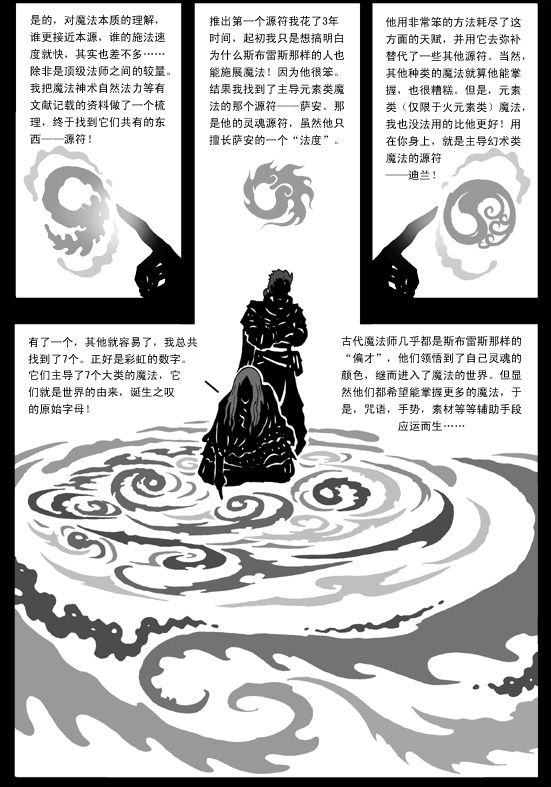 是的，对魔法本质的理解，
谁更接近本源，谁的施法速
度就快，其实也差不多……
除非是顶级法师之间的较量。
我把魔法神术自然法力等有
文献记载的资料做了一个梳
理，终于找到它们共有的东
西——源符！
推出第一个源符我花了3年
时间，起初我只是想搞明白
为什么斯布雷斯那样的人也
能施展魔法！因为他很笨。
结果我找到了主导元素类魔
法的那个源符——萨安。那
是他的灵魂源符，虽然他只
擅长萨安的一个“法度”。
他用非常笨的方法耗尽了这
方面的天赋，并用它去弥补
替代了一些其他源符。当然，
其他种类的魔法就算他能掌
握，也很糟糕。但是，元素
类（仅限于火元素类）魔法，
我也没法用的比他更好！用
在你身上，就是主导幻术类
魔法的源符
——迪兰！
有了一个，其他就容易了，我总共
找到了7个。正好是彩虹的数字。
它们主导了7个大类的魔法，它
们就是世界的由来，诞生之叹
的原始字母！
古代魔法师几乎都是斯布雷斯那样的
“偏才”，他们领悟到了自己灵魂的
颜色，继而进入了魔法的世界。但显
然他们都希望能掌握更多的魔法，于
是，咒语，手势，素材等等辅助手段
应运而生……